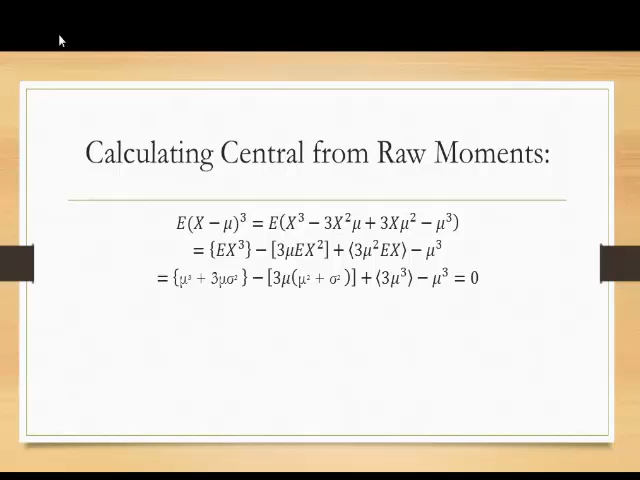 Calculating Central from Raw Moments:
E(X − μ)³ = E(X³ − 3X²μ + 3Xμ² − μ³)
= {EX³} − [3μEX²] + ⟨3μ²EX⟩ − μ³
= {μ³ + 3μσ² } − [3μ(μ² + σ² )] + ⟨3μ³⟩ − μ³ = 0